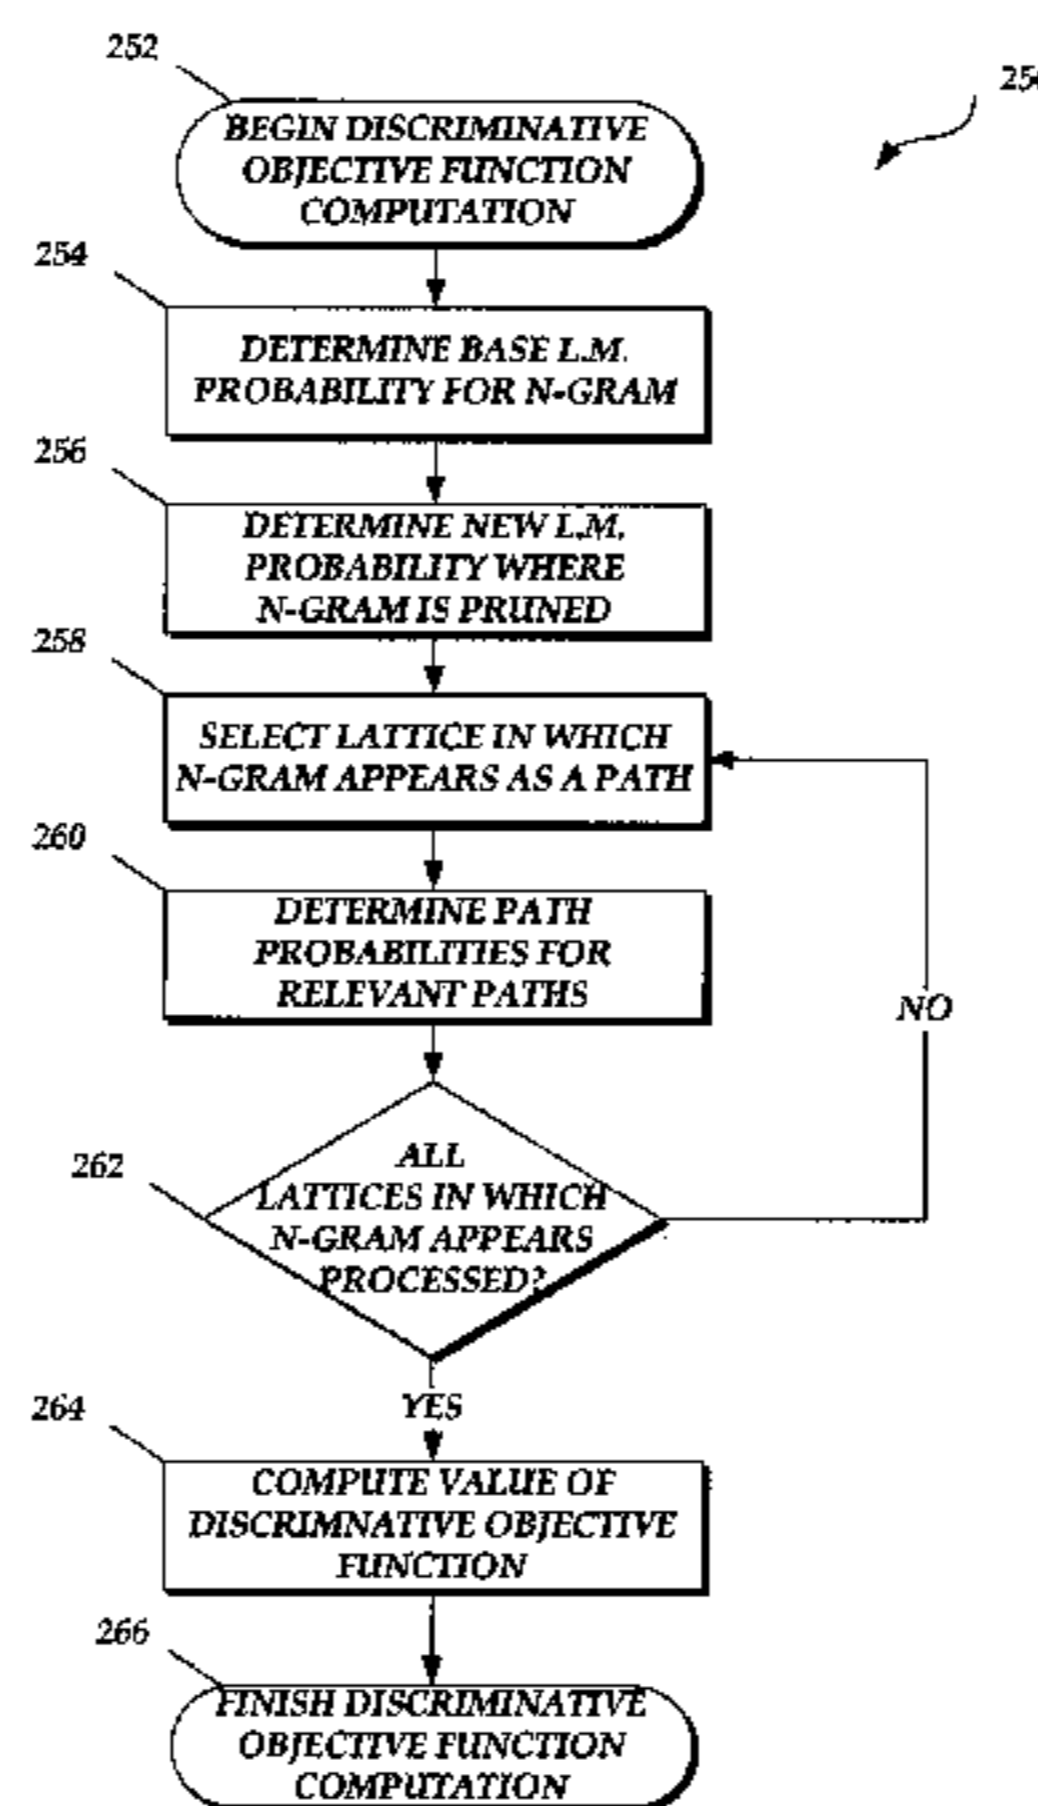 252
BEGIN DISCRIMINATIVE
OBJECTIVE FUNCTION
COMPUTATION
254
DETERMINE BASE L.M.
PROBABILITY FOR N-GRAM
256
DETERMINE NEW L.M.
PROBABILITY WHERE
N-GRAM IS PRUNED
258
SELECT LATTICE IN WHICH
N-GRAM APPEARS AS A PATH
260
DETERMINE PATH
PROBABILITIES FOR
RELEVANT PATHS
NO
262
ALL
LATTICES IN WHICH
N-GRAM APPEARS
PROCESSED?
YES
264
COMPUTE VALUE OF
DISCRIMNATIVE OBJECTIVE
FUNCTION
266
FINISH DISCRIMINATIVE
OBJECTIVE FUNCTION
COMPUTATION